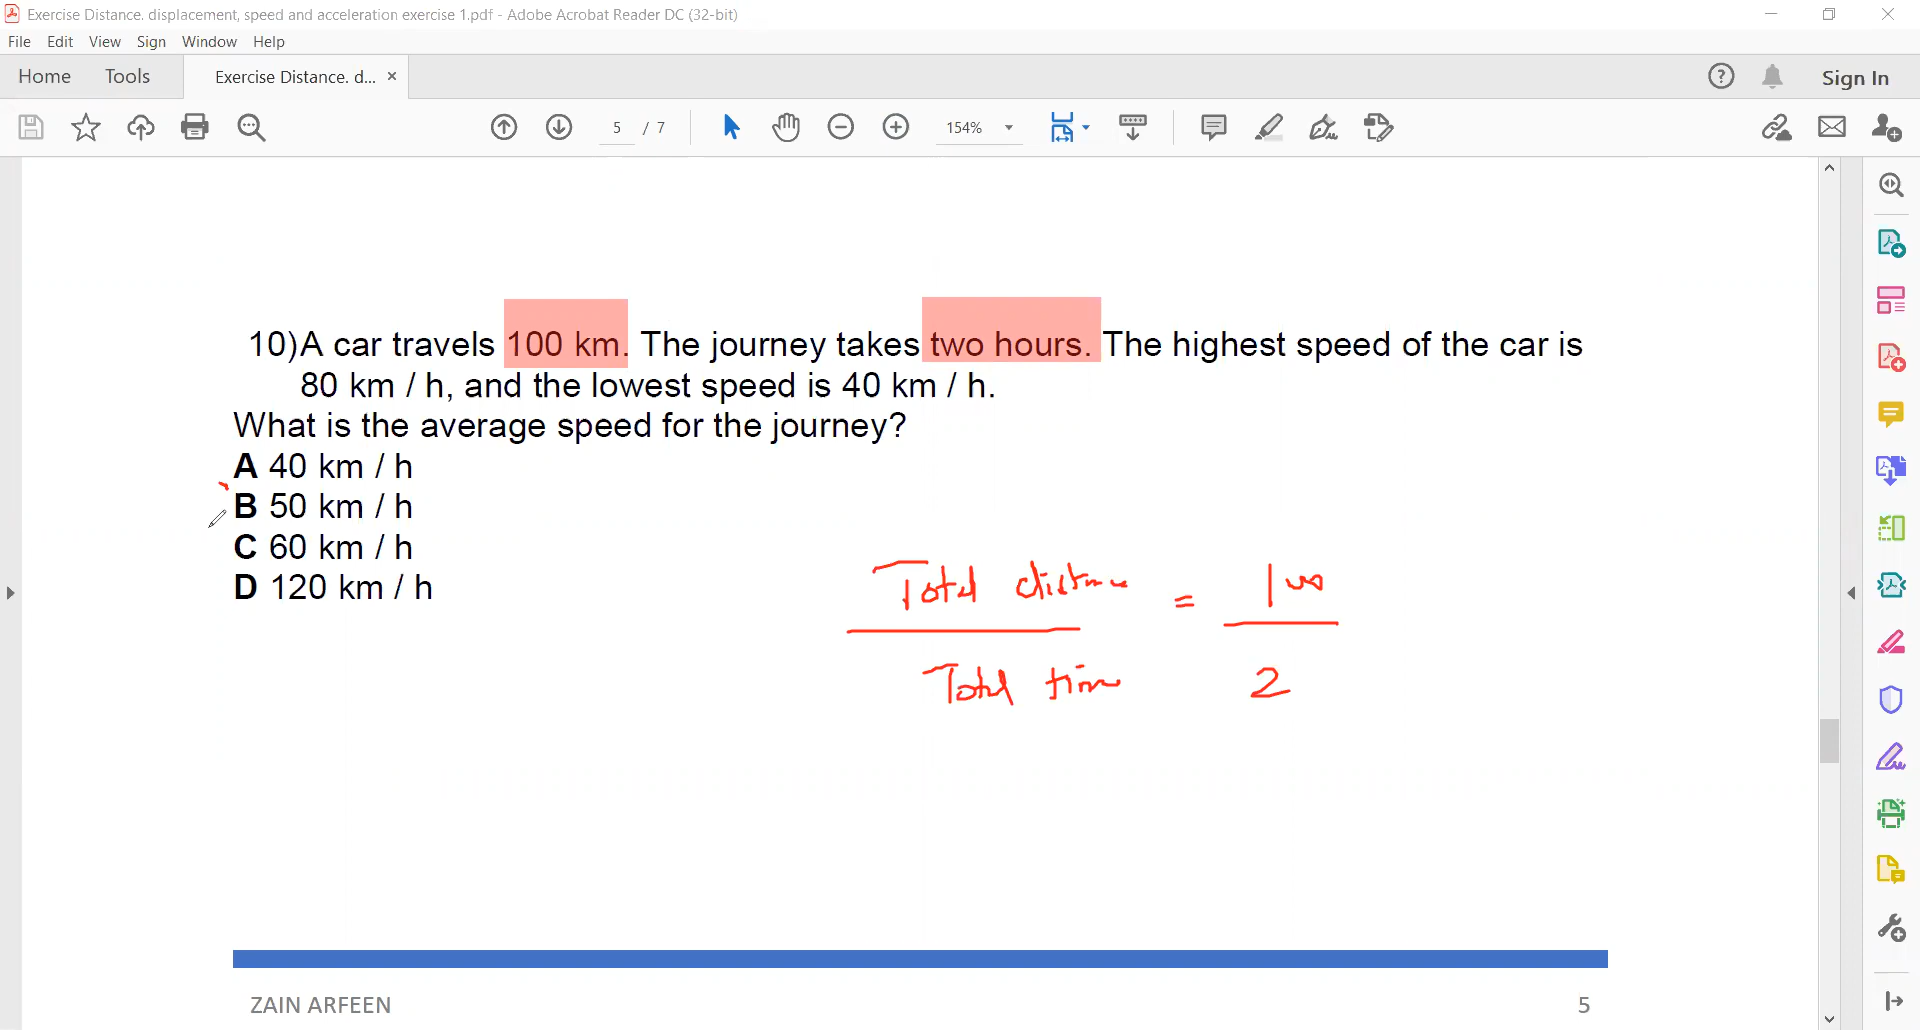 Exercise Distance. displacement, speed and acceleration exercise 1.pdf - Adobe Acrobat Reader DC (32-bit)
File Edit View Sign Window Help
Home Tools Exercise Distance. d... × Sign In
5 / 7 154%
10)A car travels 100 km. The journey takes two hours. The highest speed of the car is
80 km / h, and the lowest speed is 40 km / h.
What is the average speed for the journey?
A 40 km / h
B 50 km / h
C 60 km / h
D 120 km / h
Total distance = 100
Total time 2
ZAIN ARFEEN 5